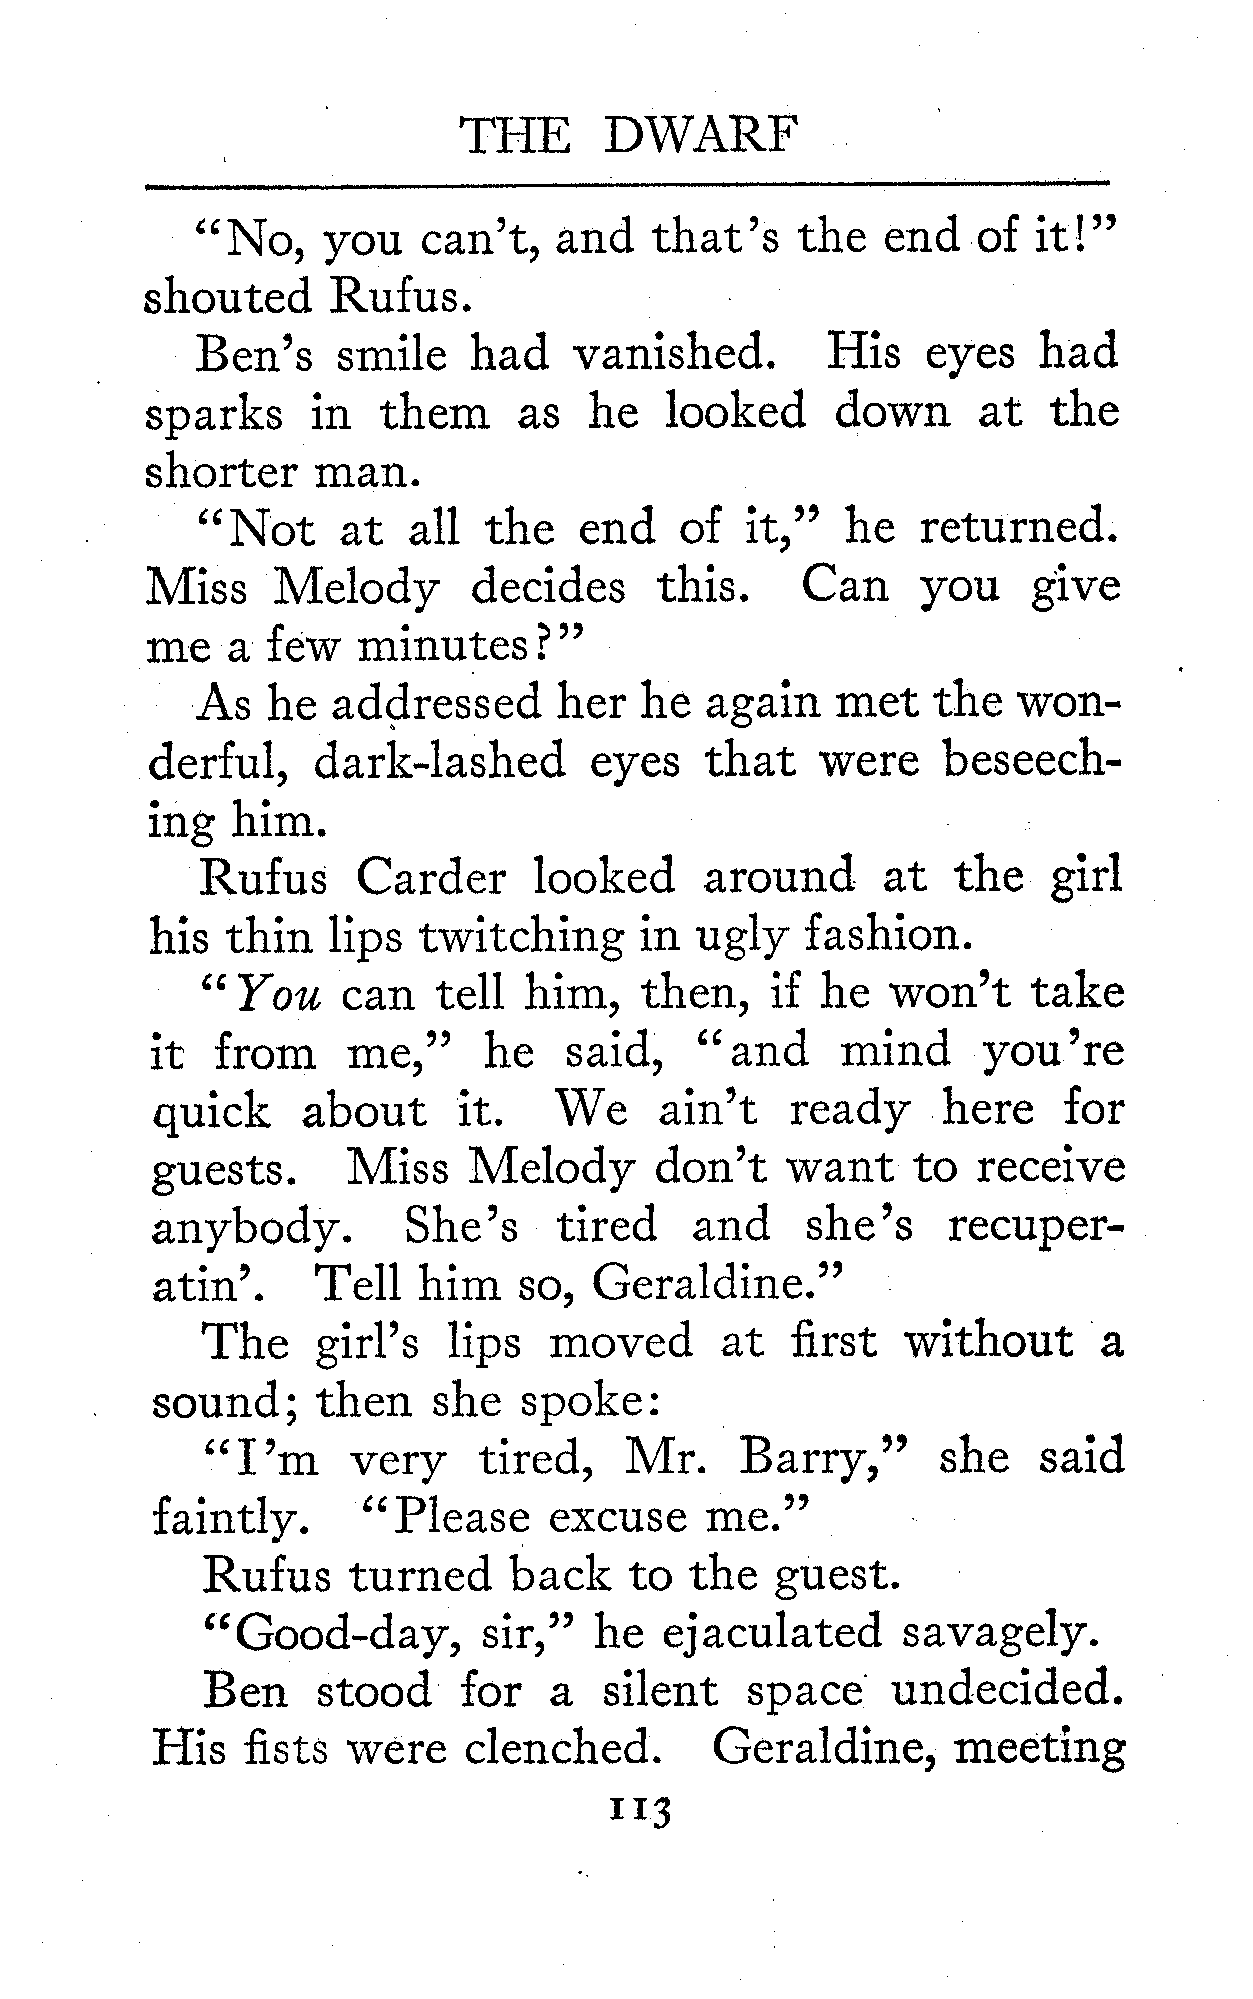 THE DWARF
“No, you can’t, and that’s the end of it!”
shouted Rufus.
Ben’s smile had vanished. His eyes had
sparks in them as he looked down at the
shorter man.
“Not at all the end of it,” he returned.
Miss Melody decides this. Can you give
me a few minutes?”
As he addressed her he again met the won-
derful, dark-lashed eyes that were beseech-
ing him.
Rufus Carder looked around at the girl
his thin lips twitching in ugly fashion.
“You can tell him, then, if he won’t take
it from me,” he said, “and mind you’re
quick about it. We ain’t ready here for
guests. Miss Melody don’t want to receive
anybody. She’s tired and she’s recuper-
atin’. Tell him so, Geraldine.”
The girl’s lips moved at first without a
sound; then she spoke:
“I’m very tired, Mr. Barry,” she said
faintly. “Please excuse me.”
Rufus turned back to the guest.
“Good-day, sir,” he ejaculated savagely.
Ben stood for a silent space undecided.
His fists were clenched. Geraldine, meeting
113